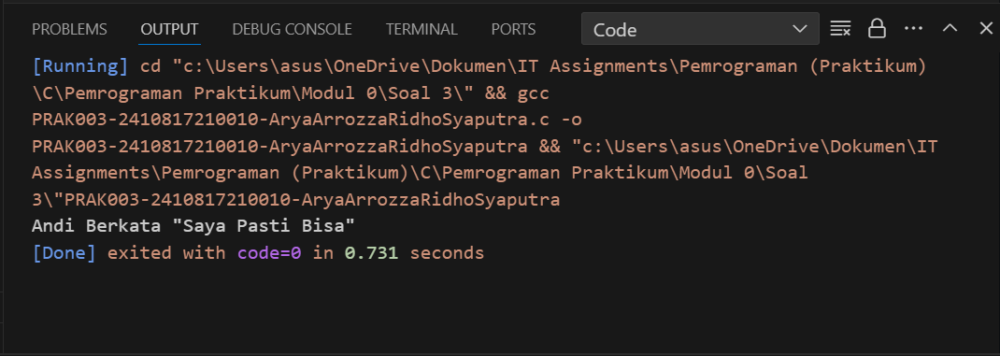 PROBLEMS OUTPUT DEBUG CONSOLE TERMINAL PORTS Code
[Running] cd "c:\Users\asus\OneDrive\Dokumen\IT Assignments\Pemrograman (Praktikum)
\C\Pemrograman Praktikum\Modul 0\Soal 3\" && gcc
PRAK003-2410817210010-AryaArrozzaRidhoSyaputra.c -o
PRAK003-2410817210010-AryaArrozzaRidhoSyaputra && "c:\Users\asus\OneDrive\Dokumen\IT
Assignments\Pemrograman (Praktikum)\C\Pemrograman Praktikum\Modul 0\Soal
3\"PRAK003-2410817210010-AryaArrozzaRidhoSyaputra
Andi Berkata "Saya Pasti Bisa"
[Done] exited with code=0 in 0.731 seconds